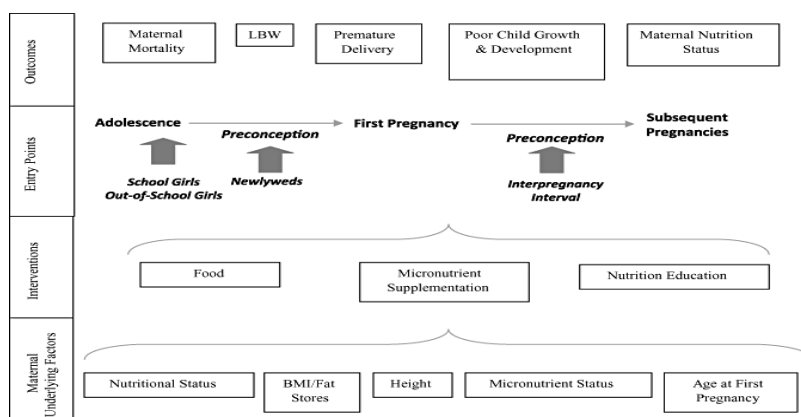 Outcomes
Maternal
Mortality
LBW
Premature
Delivery
Poor Child Growth
& Development
Maternal Nutrition
Status
Entry Points
Adolescence
Preconception
First Pregnancy
Preconception
Subsequent
Pregnancies
School Girls
Out-of-School Girls
Newlyweds
Interpregnancy
Interval
Interventions
Food
Micronutrient
Supplementation
Nutrition Education
Maternal
Underlying Factors
Nutritional Status
BMI/Fat
Stores
Height
Micronutrient Status
Age at First
Pregnancy